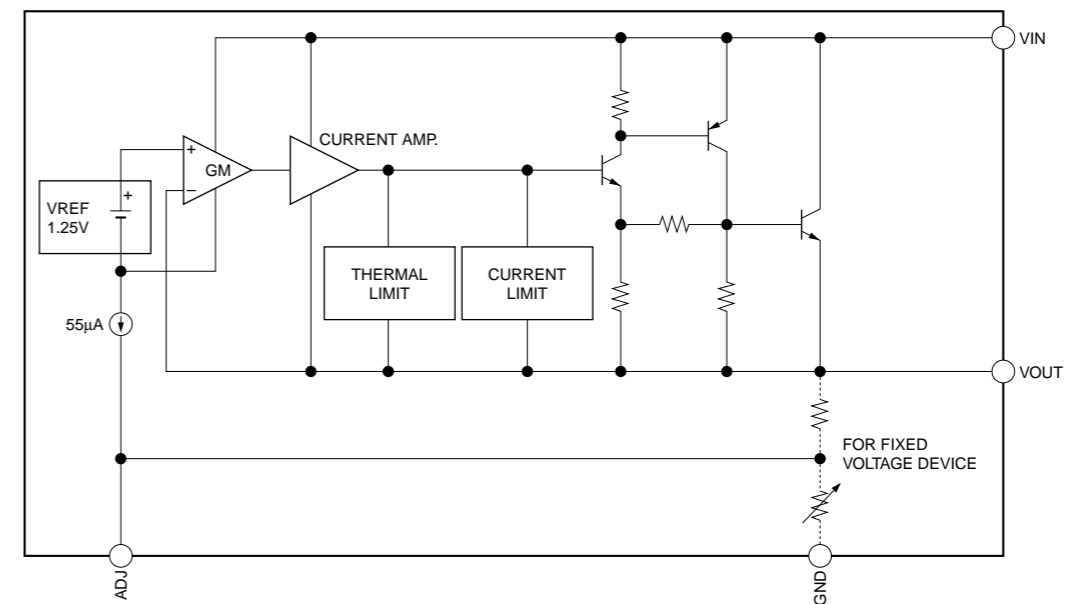 VIN
CURRENT AMP.
+
GM
−
+
VREF
1.25V
THERMAL
LIMIT
CURRENT
LIMIT
55µA
VOUT
FOR FIXED
VOLTAGE DEVICE
ADJ
GND